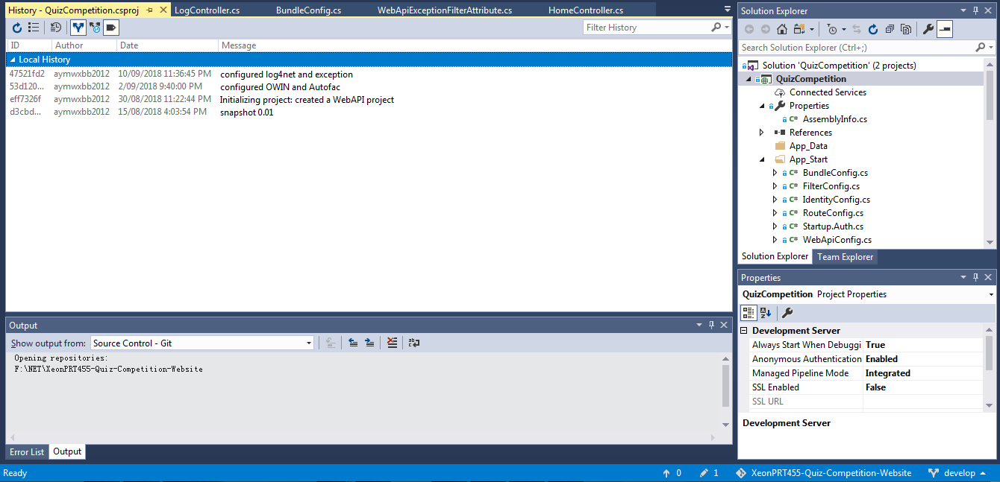 History - QuizCompetition.csproj LogController.cs BundleConfig.cs WebApiExceptionFilterAttribute.cs HomeController.cs
Filter History
ID Author Date Message
Local History
47521fd2 aymwxbb2012 10/09/2018 11:36:45 PM configured log4net and exception
53d120... aymwxbb2012 2/09/2018 9:40:00 PM configured OWIN and Autofac
eff7326f aymwxbb2012 30/08/2018 11:22:44 PM Initializing project: created a WebAPI project
d3cbd... aymwxbb2012 15/08/2018 4:03:54 PM snapshot 0.01
Output
Show output from: Source Control - Git
Opening repositories:
F:\NET\XeonPRT455-Quiz-Competition-Website
Error List Output
Solution Explorer
Search Solution Explorer (Ctrl+;)
Solution 'QuizCompetition' (2 projects)
QuizCompetition
Connected Services
Properties
C# AssemblyInfo.cs
References
App_Data
App_Start
C# BundleConfig.cs
C# FilterConfig.cs
C# IdentityConfig.cs
C# RouteConfig.cs
C# Startup.Auth.cs
C# WebApiConfig.cs
Solution Explorer Team Explorer
Properties
QuizCompetition Project Properties
Development Server
Always Start When Debuggi True
Anonymous Authentication Enabled
Managed Pipeline Mode Integrated
SSL Enabled False
SSL URL
Development Server
Ready 0 1 XeonPRT455-Quiz-Competition-Website develop